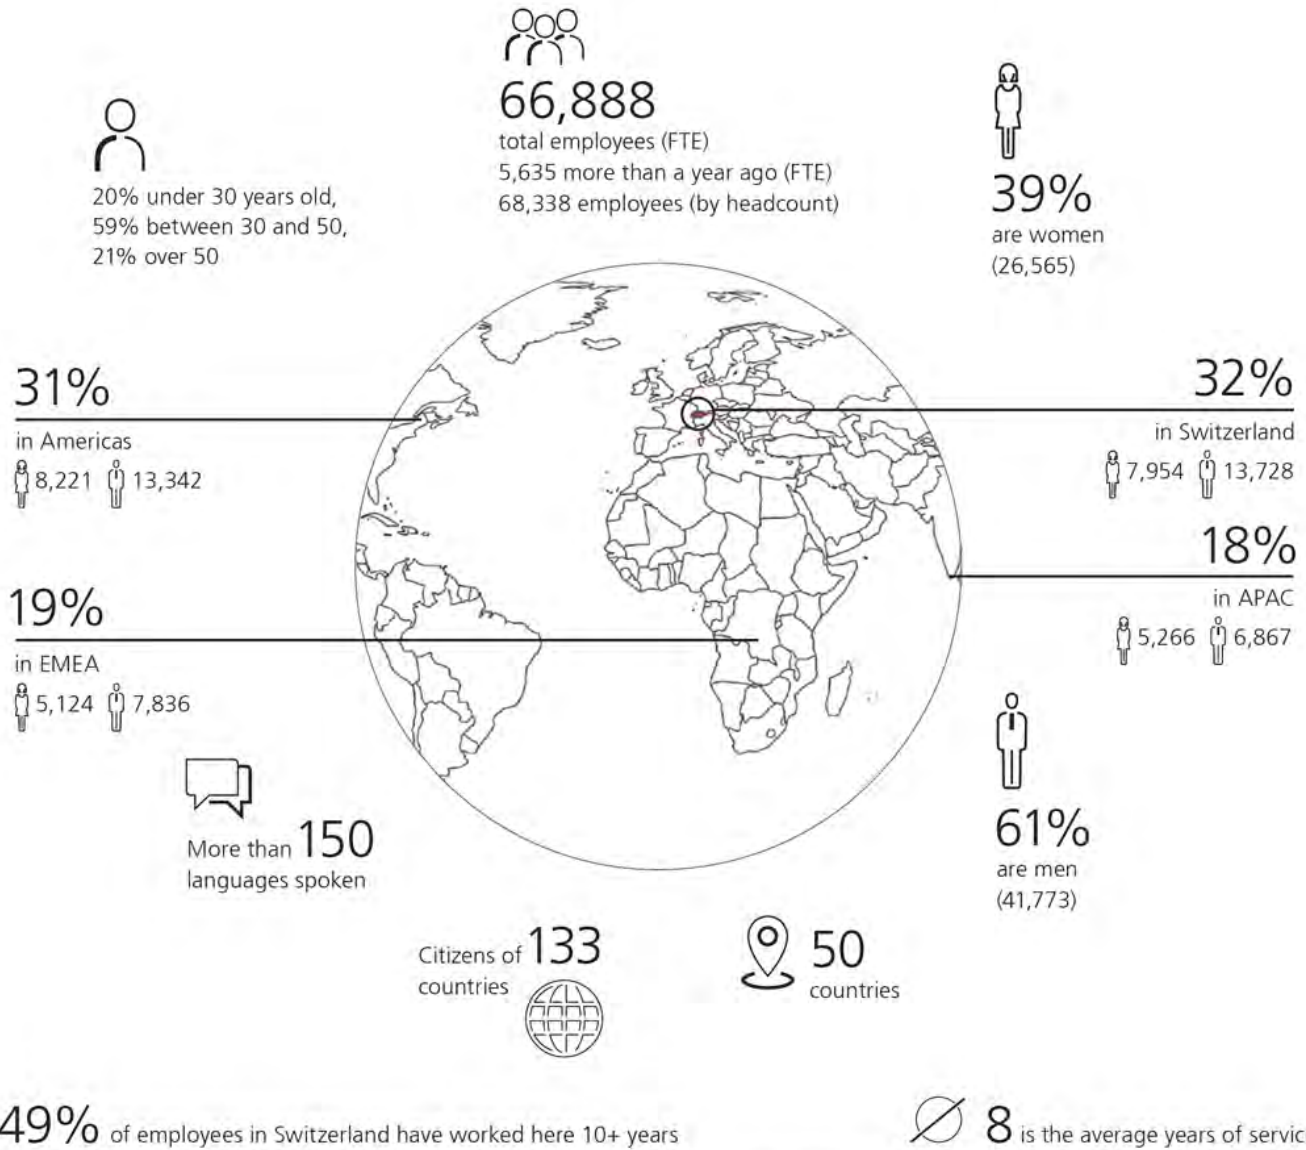 66,888
total employees (FTE)
5,635 more than a year ago (FTE)
68,338 employees (by headcount)
20% under 30 years old,
59% between 30 and 50,
21% over 50
39%
are women
(26,565)
31%
in Americas
8,221 13,342
32%
in Switzerland
7,954 13,728
19%
in EMEA
5,124 7,836
18%
in APAC
5,266 6,867
More than 150
languages spoken
61%
are men
(41,773)
Citizens of 133
countries
50
countries
49% of employees in Switzerland have worked here 10+ years
8 is the average years of servic